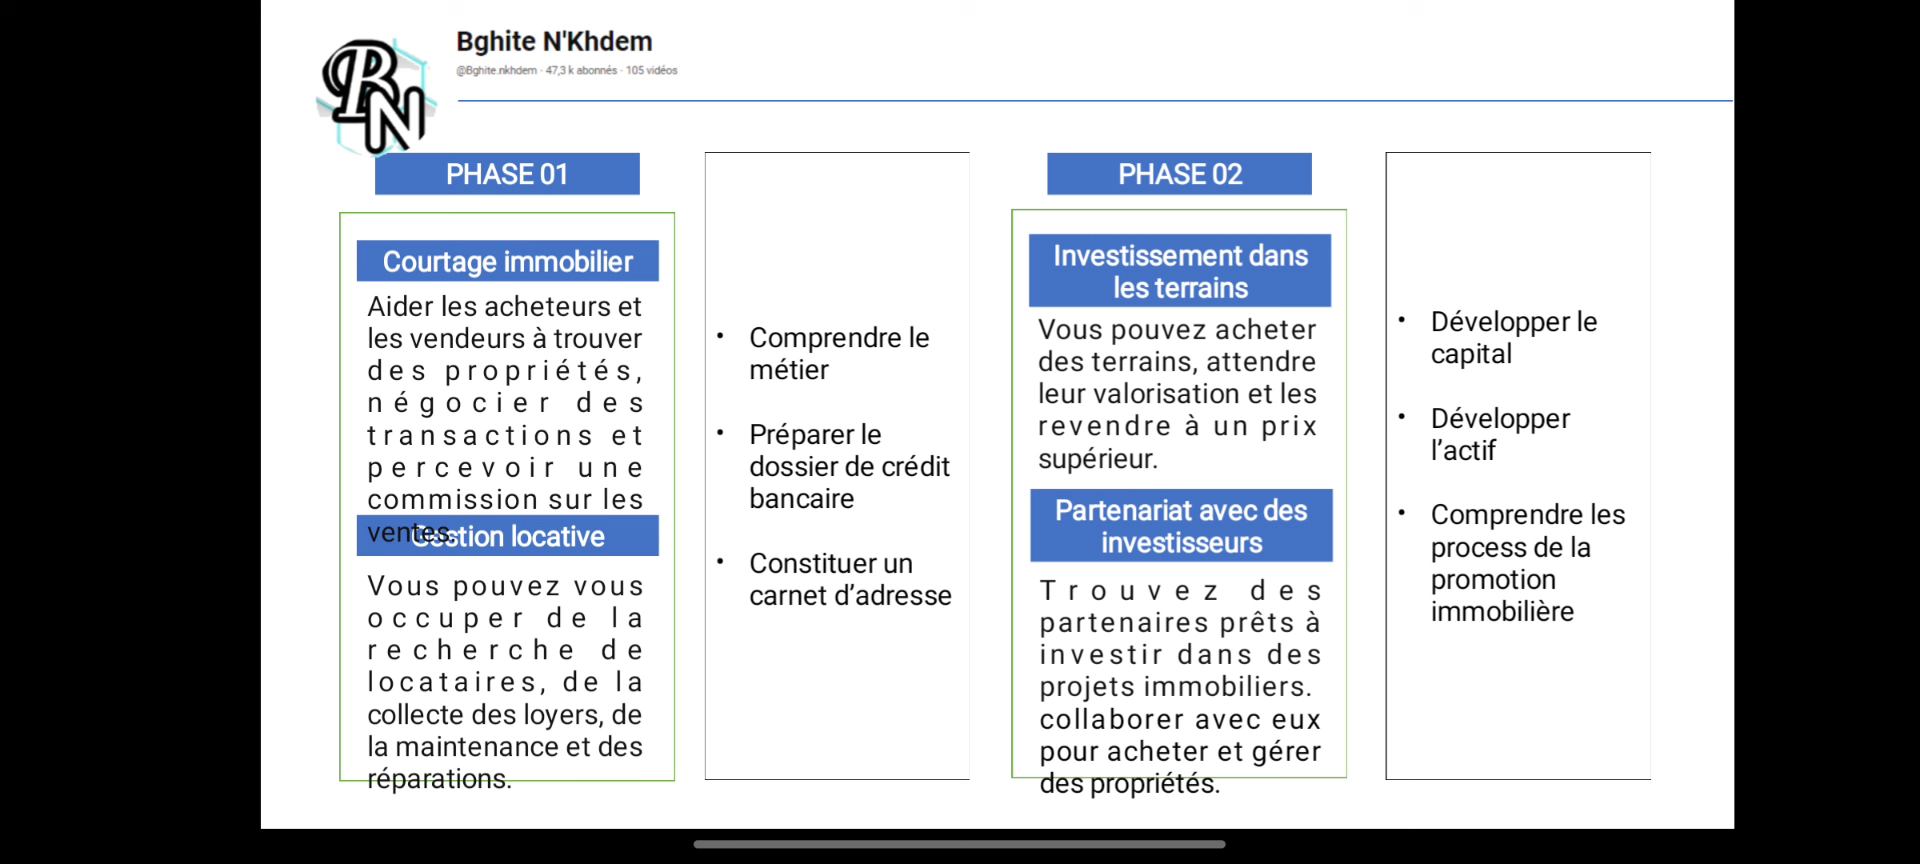 Bghite N'Khdem
@Bghite.nkhdem · 47,3 k abonnés · 105 vidéos
BN
PHASE 01
Courtage immobilier
Aider les acheteurs et
les vendeurs à trouver
des propriétés,
négocier des
transactions et
percevoir une
commission sur les
ventes.
Gestion locative
Vous pouvez vous
occuper de la
recherche de
locataires, de la
collecte des loyers, de
la maintenance et des
réparations.
• Comprendre le
métier
• Préparer le
dossier de crédit
bancaire
• Constituer un
carnet d’adresse
PHASE 02
Investissement dans
les terrains
Vous pouvez acheter
des terrains, attendre
leur valorisation et les
revendre à un prix
supérieur.
Partenariat avec des
investisseurs
Trouvez des
partenaires prêts à
investir dans des
projets immobiliers.
collaborer avec eux
pour acheter et gérer
des propriétés.
• Développer le
capital
• Développer
l’actif
• Comprendre les
process de la
promotion
immobilière